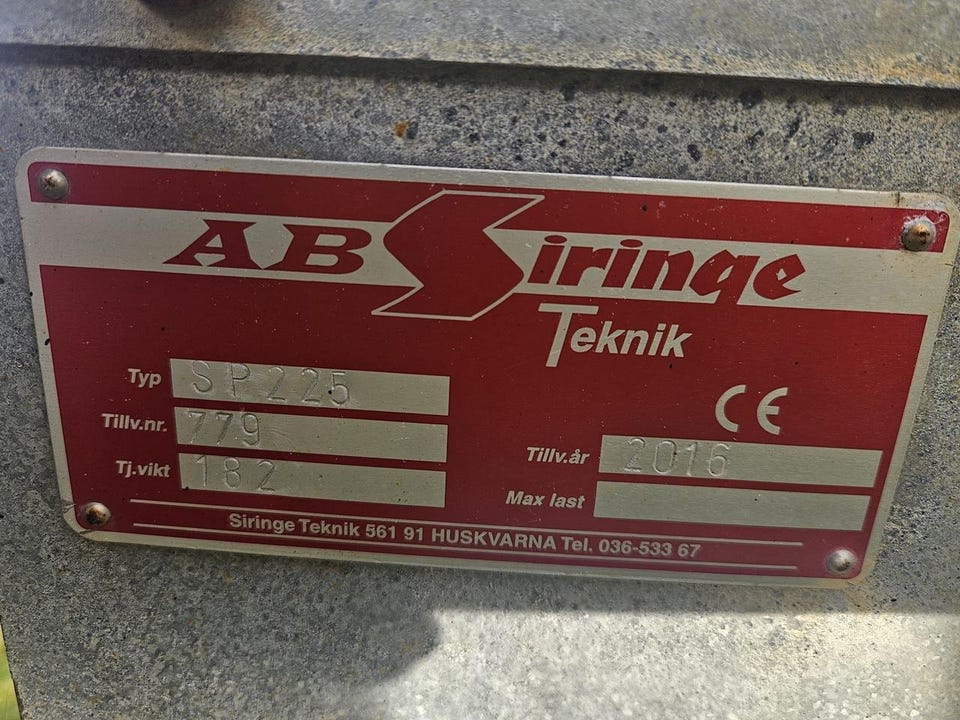 AB Siringe
Teknik
Typ SP225
Tillv.nr. 779
Tj.vikt 182
CE
Tillv.år 2016
Max last
Siringe Teknik 561 91 HUSKVARNA Tel. 036-533 67